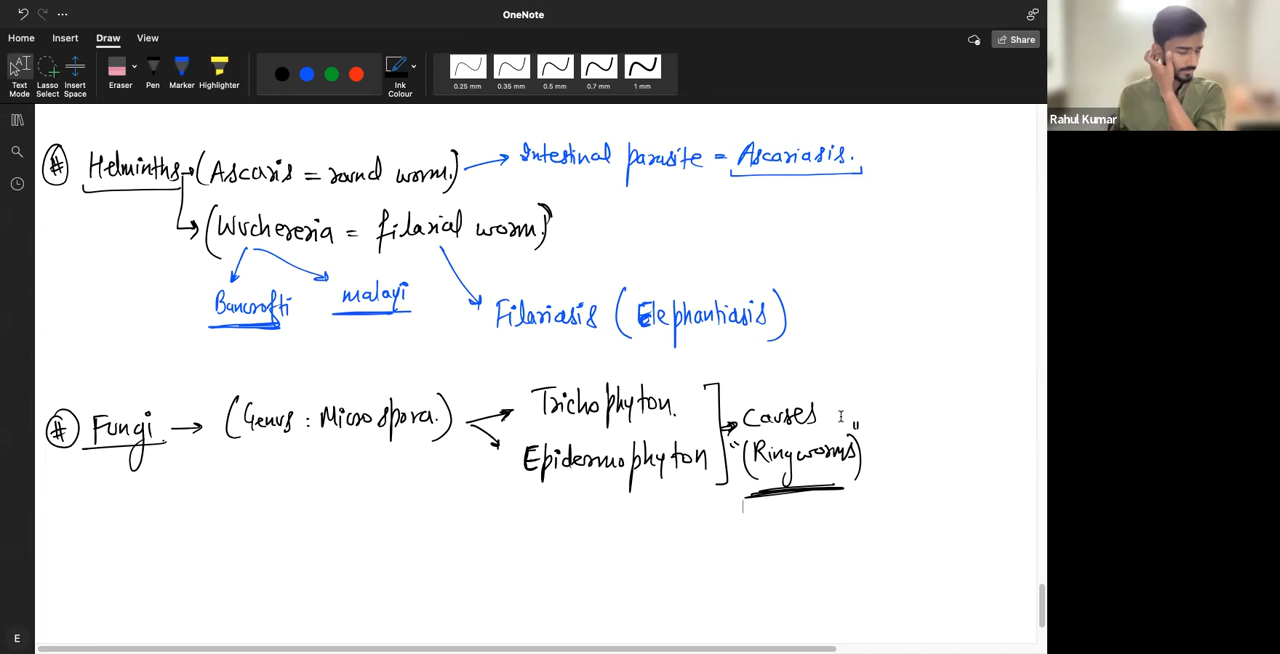 OneNote
Home Insert Draw View
Share
Text Mode
Lasso Select
Insert Space
Eraser
Pen
Marker
Highlighter
Ink Colour
0.25 mm 0.35 mm 0.5 mm 0.7 mm 1 mm
Rahul Kumar
# Helminths → (Ascaris = round worm.) → Intestinal parasite = Ascariasis.
→ (Wuchereria = filarial worm.)
Bancrofti malayi
Filariasis (Elephantiasis)
# Fungi → (Genus : Microspora.) → Trichophyton.
Epidermophyton
→ causes
"(Ringworms)"
E